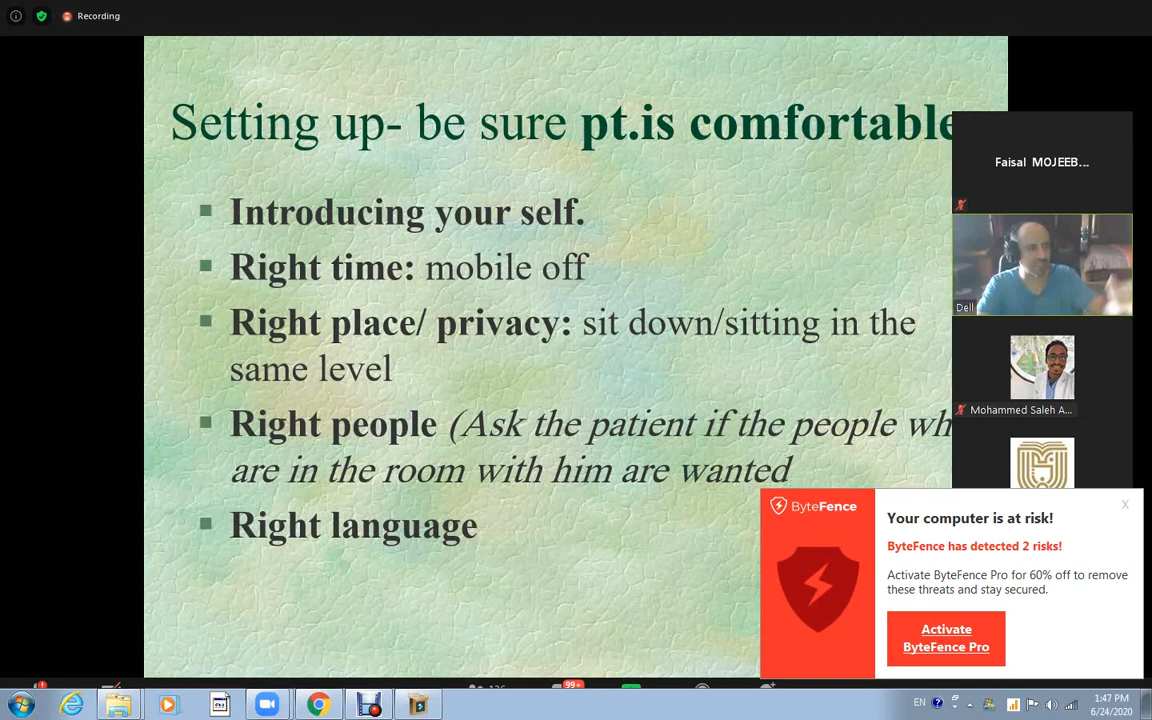 Recording
Setting up- be sure pt.is comfortable
Introducing your self.
Right time: mobile off
Right place/ privacy: sit down/sitting in the
same level
Right people (Ask the patient if the people wh
are in the room with him are wanted
Right language
Faisal MOJEEB...
Dell
Mohammed Saleh A...
ByteFence
X
Your computer is at risk!
ByteFence has detected 2 risks!
Activate ByteFence Pro for 60% off to remove
these threats and stay secured.
Activate
ByteFence Pro
99+
EN
1:47 PM
6/24/2020